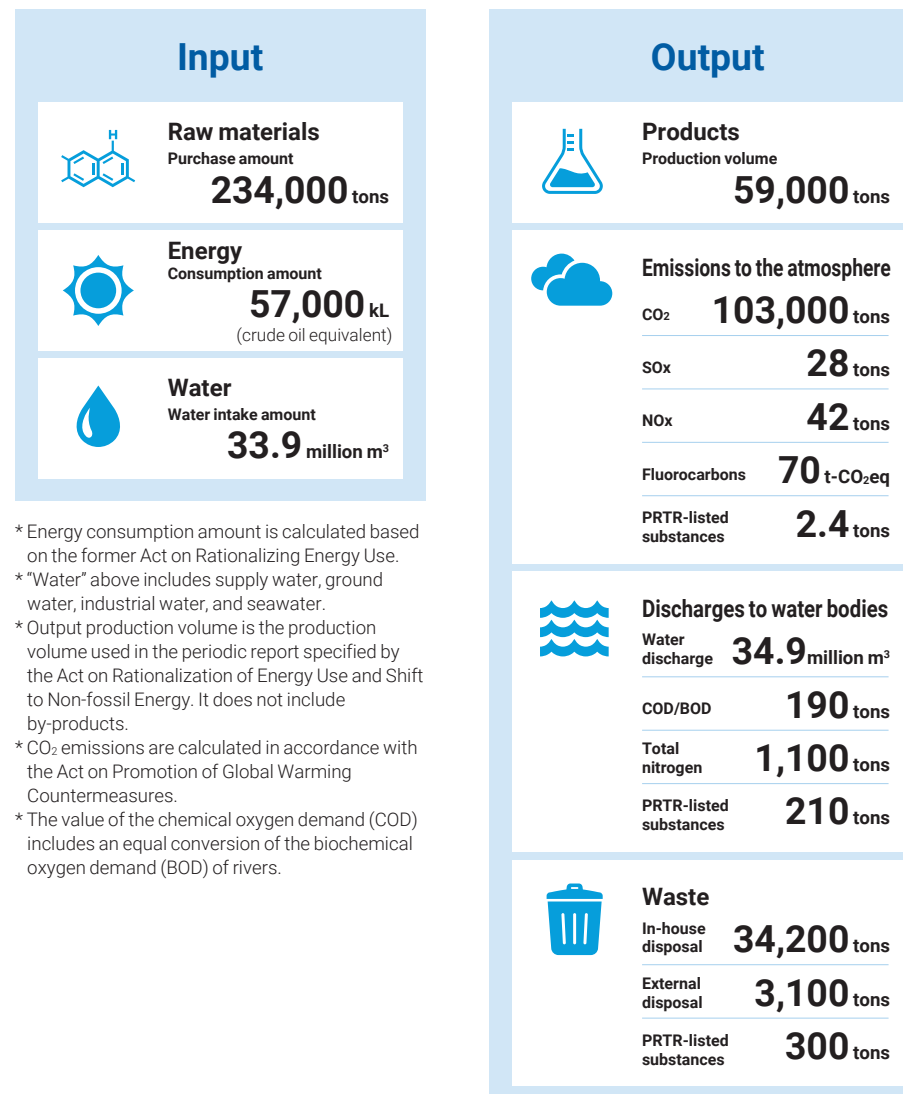 Input
H
Raw materials
Purchase amount
234,000 tons
Energy
Consumption amount
57,000 kL
(crude oil equivalent)
Water
Water intake amount
33.9 million m³
* Energy consumption amount is calculated based
on the former Act on Rationalizing Energy Use.
* “Water” above includes supply water, ground
water, industrial water, and seawater.
* Output production volume is the production
volume used in the periodic report specified by
the Act on Rationalization of Energy Use and Shift
to Non-fossil Energy. It does not include
by-products.
* CO₂ emissions are calculated in accordance with
the Act on Promotion of Global Warming
Countermeasures.
* The value of the chemical oxygen demand (COD)
includes an equal conversion of the biochemical
oxygen demand (BOD) of rivers.
Output
Products
Production volume
59,000 tons
Emissions to the atmosphere
CO₂ 103,000 tons
SOx 28 tons
NOx 42 tons
Fluorocarbons 70 t-CO₂eq
PRTR-listed
substances 2.4 tons
Discharges to water bodies
Water
discharge 34.9 million m³
COD/BOD 190 tons
Total
nitrogen 1,100 tons
PRTR-listed
substances 210 tons
Waste
In-house
disposal 34,200 tons
External
disposal 3,100 tons
PRTR-listed
substances 300 tons